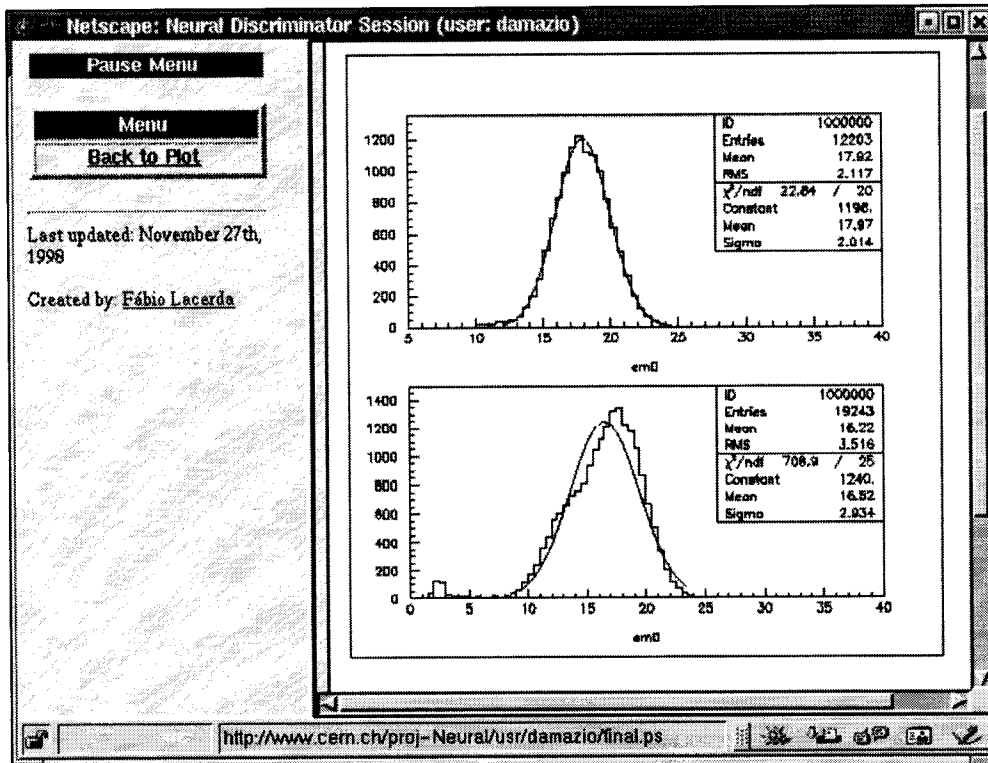 Netscape: Neural Discriminator Session (user: damazio)
Pause Menu
Menu
Back to Plot
Last updated: November 27th,
1998
Created by: Fábio Lacerda
1200
1000
800
600
400
200
0
5 10 15 20 25 30 35 40
em0
ID 1000000
Entries 12203
Mean 17.92
RMS 2.117
χ²/ndf 22.84 / 20
Constant 1196.
Mean 17.97
Sigma 2.014
1400
1200
1000
800
600
400
200
0
0 5 10 15 20 25 30 35 40
em0
ID 1000000
Entries 19243
Mean 16.22
RMS 3.516
χ²/ndf 708.9 / 25
Constant 1240.
Mean 16.52
Sigma 2.934
http://www.cern.ch/proj-Neural/usr/damazio/final.ps